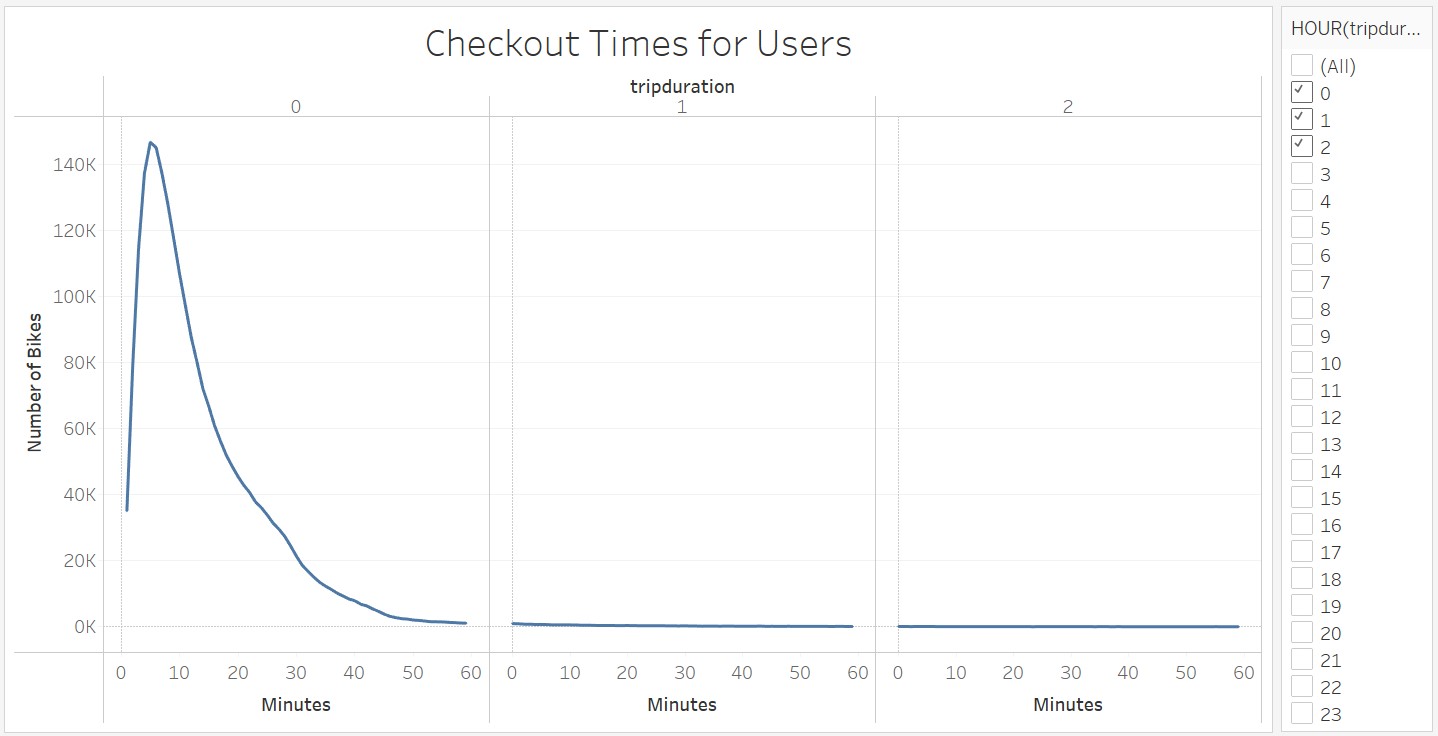 Checkout Times for Users
tripduration
0 1 2
140K
120K
100K
80K
60K
40K
20K
0K
Number of Bikes
0 10 20 30 40 50 60 0 10 20 30 40 50 60 0 10 20 30 40 50 60
Minutes Minutes Minutes
HOUR(tripdur...
(All)
0
1
2
3
4
5
6
7
8
9
10
11
12
13
14
15
16
17
18
19
20
21
22
23